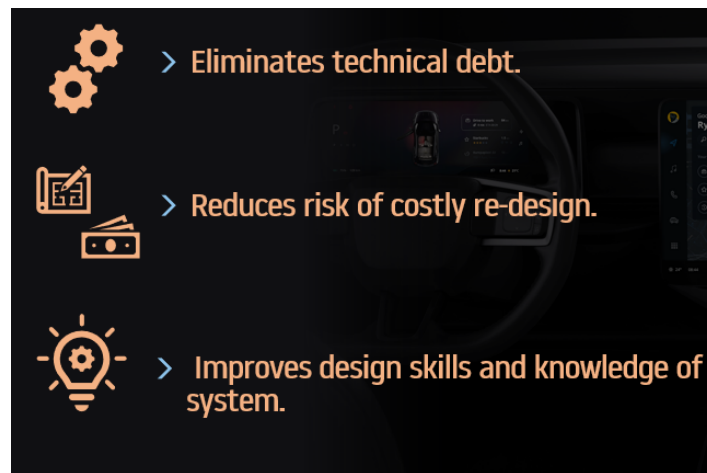 > Eliminates technical debt.
> Reduces risk of costly re-design.
> Improves design skills and knowledge of
system.